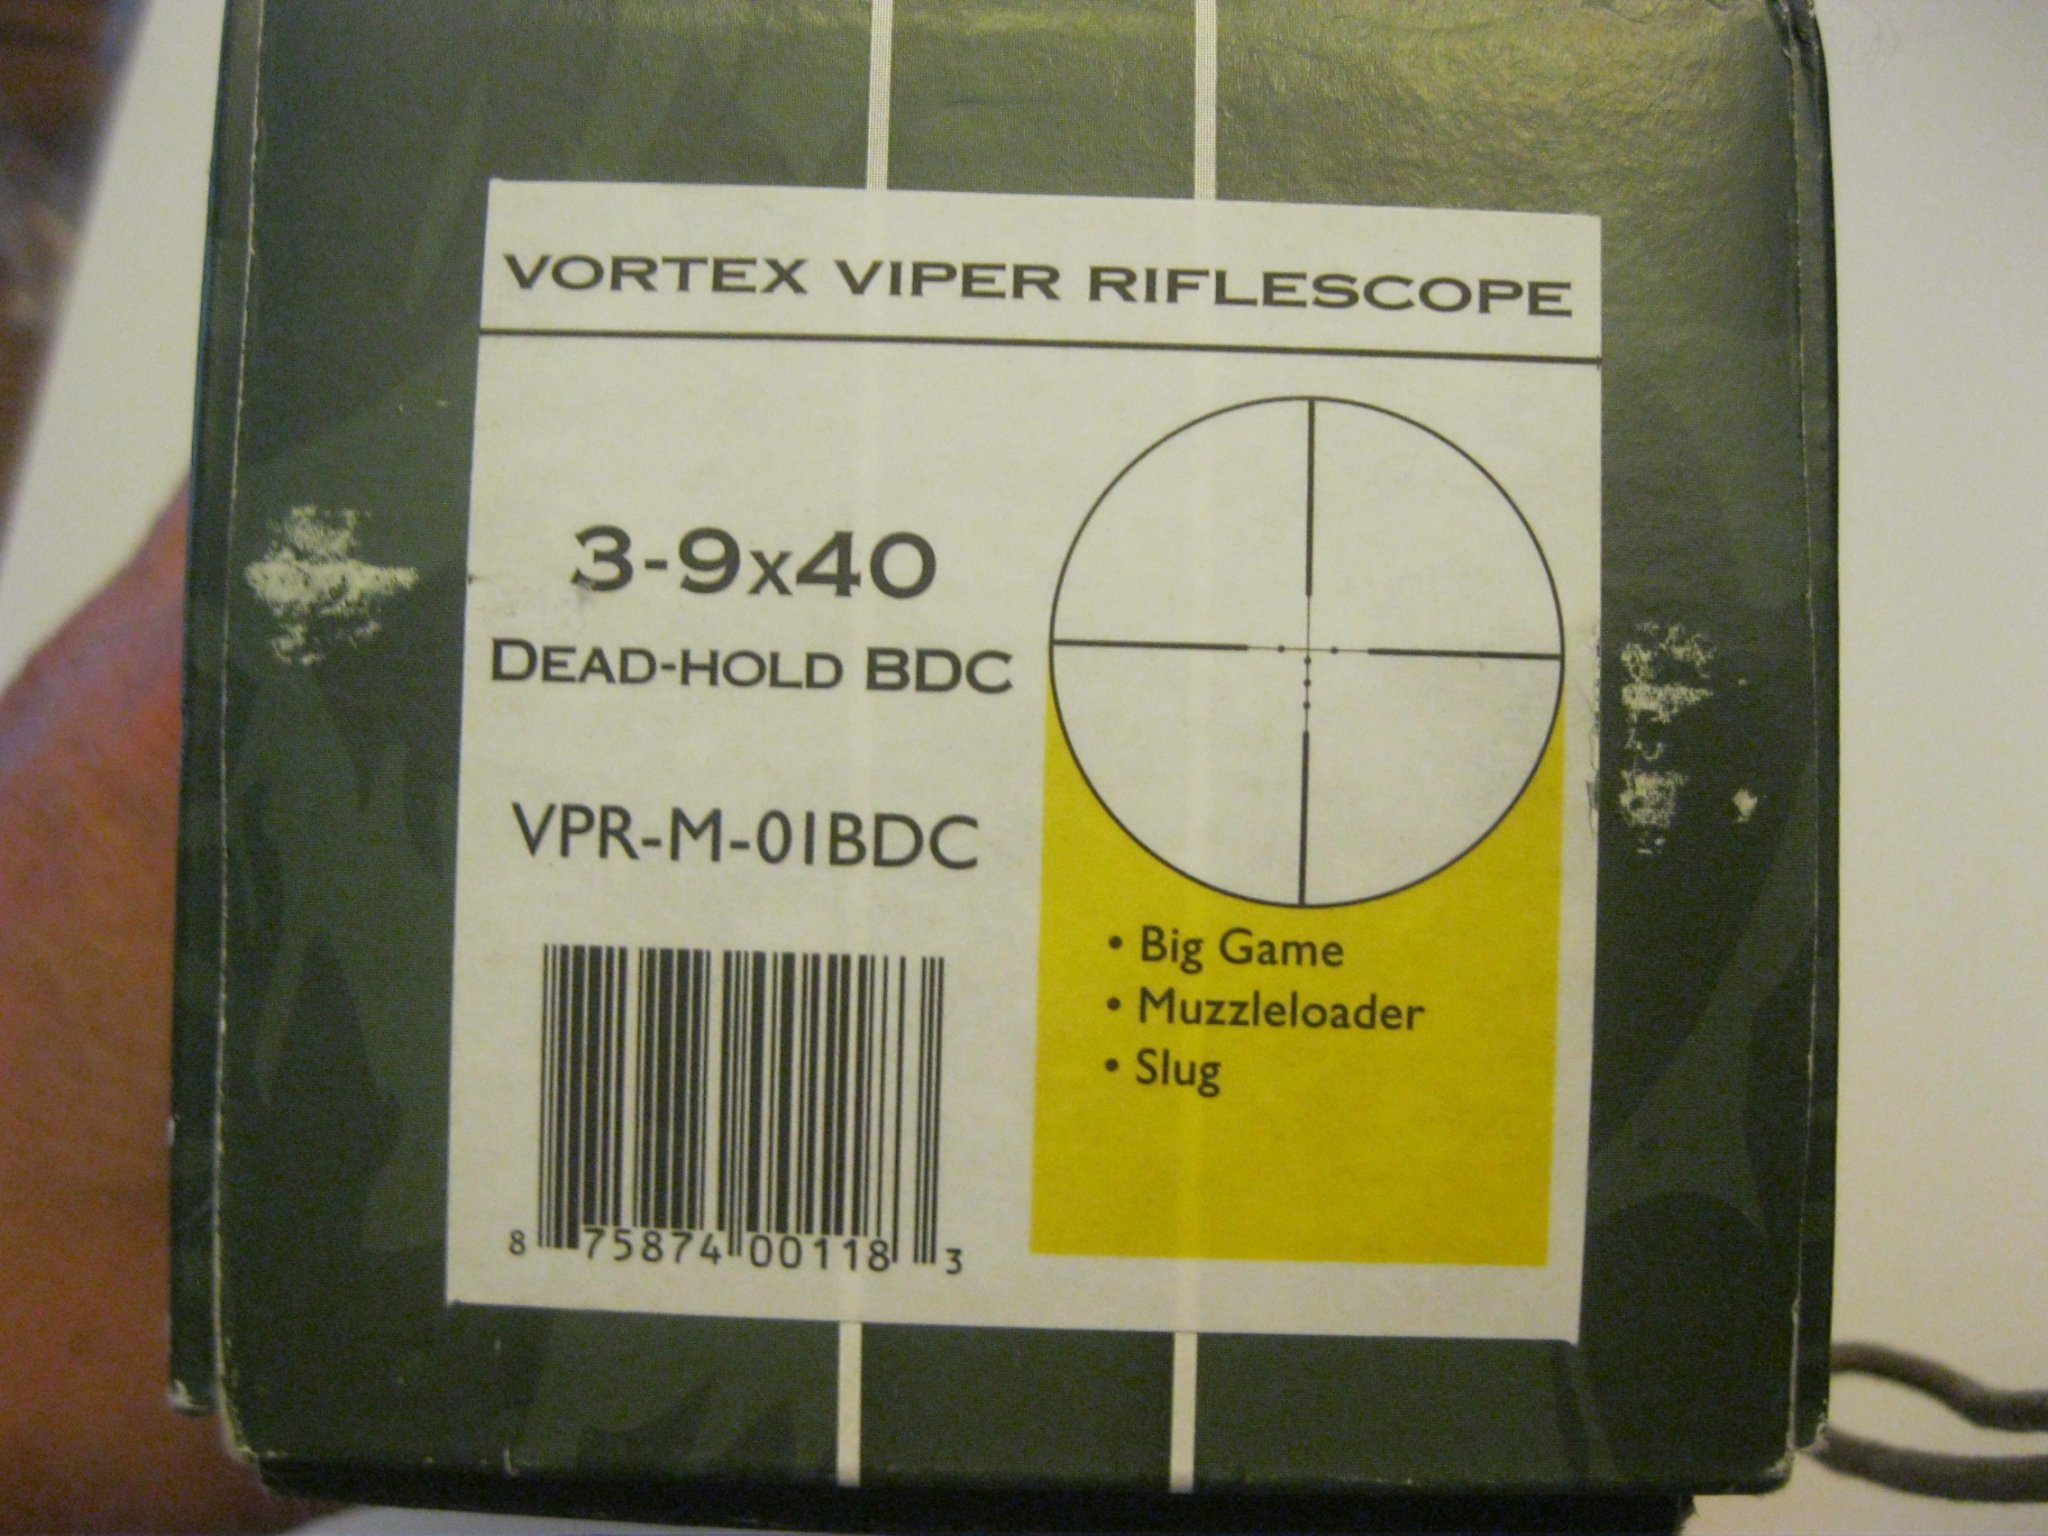 VORTEX VIPER RIFLESCOPE
3-9x40
DEAD-HOLD BDC
VPR-M-01BDC
8 75874 00118 3
• Big Game
• Muzzleloader
• Slug